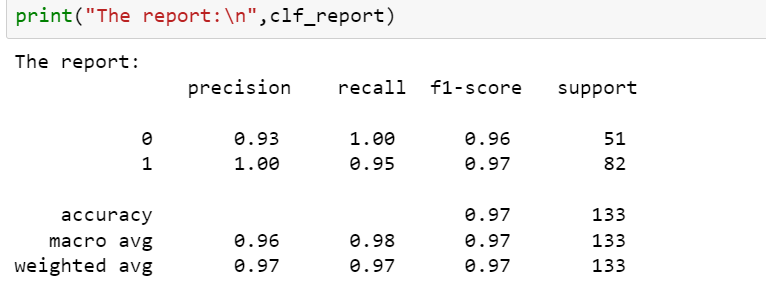 print("The report:\n",clf_report)
The report:
precision recall f1-score support
0 0.93 1.00 0.96 51
1 1.00 0.95 0.97 82
accuracy 0.97 133
macro avg 0.96 0.98 0.97 133
weighted avg 0.97 0.97 0.97 133